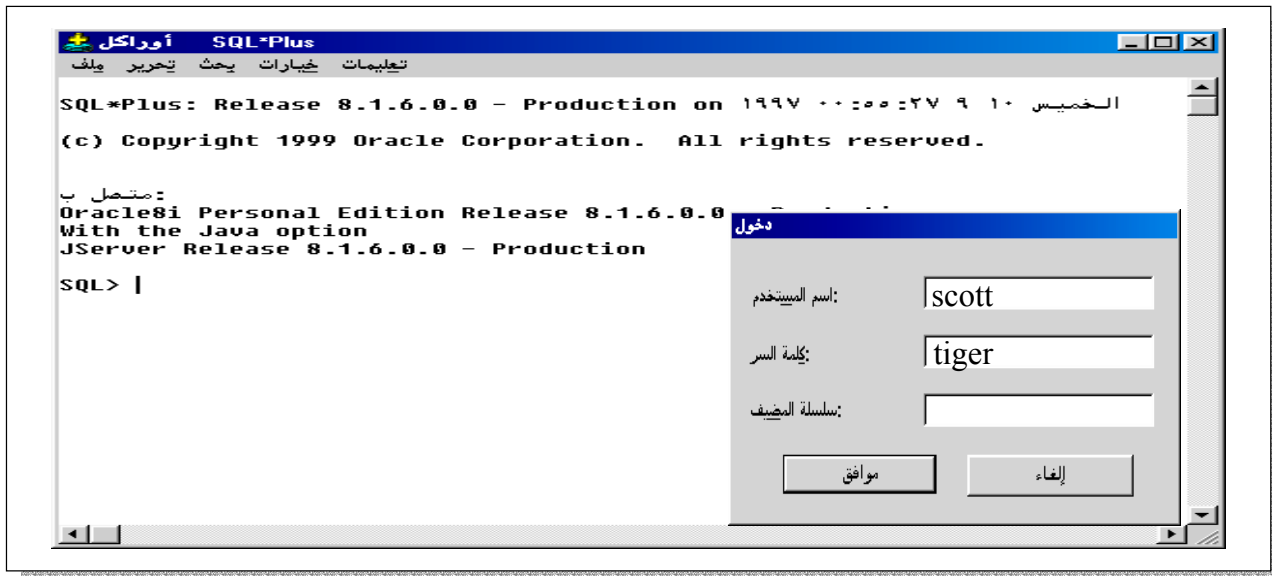 أوراكل SQL*Plus
ملف تحرير بحث خيارات تعليمات
SQL*Plus: Release 8.1.6.0.0 - Production on الخميس ١٠ ٩ ٢٧:٥٥:٠٠ ١٩٩٧
(c) Copyright 1999 Oracle Corporation. All rights reserved.
متصل ب:
Oracle8i Personal Edition Release 8.1.6.0.0
With the Java option
JServer Release 8.1.6.0.0 - Production
SQL>
دخول
اسم المستخدم: scott
كلمة السر: tiger
سلسلة المضيف:
موافق
إلغاء